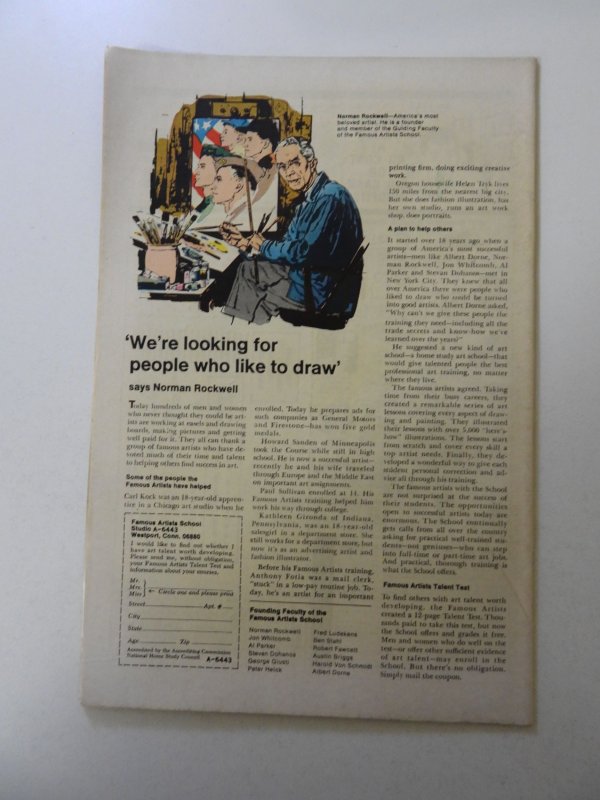 Norman Rockwell—America's most
beloved artist. He is a founder
and member of the Guiding Faculty
of the Famous Artists School.
'We're looking for
people who like to draw'
says Norman Rockwell
Today hundreds of men and women
who never thought they could be art-
ists are working at easels and drawing
boards, making pictures and getting
well paid for it. They all can thank a
group of famous artists who have de-
voted much of their time and talent
to helping others find success in art.
Some of the people the
Famous Artists have helped
Carl Kock was an 18-year-old appren-
tice in a Chicago art studio when he
enrolled. Today he prepares ads for
such companies as General Motors
and Firestone—has won five gold
medals.
Howard Sanden of Minneapolis
took the Course while still in high
school. He is now a successful artist—
recently he and his wife traveled
through Europe and the Middle East
on important art assignments.
Paul Sullivan enrolled at 14. His
Famous Artists training helped him
work his way through college.
Kathleen Gironda of Indiana,
Pennsylvania, was an 18-year-old
salesgirl in a department store. She
still works for a department store, but
now it's as an advertising artist and
fashion illustrator.
Before his Famous Artists training,
Anthony Fotia was a mail clerk,
"stuck" in a low-pay routine job. To-
day, he's an artist for an important
printing firm, doing exciting creative
work.
Oregon housewife Helen Tryk lives
150 miles from the nearest big city.
But she does fashion illustration, has
her own studio, runs an art work
shop, does portraits.
A plan to help others
It started over 18 years ago when a
group of America's most successful
artists—men like Albert Dorne, Nor-
man Rockwell, Jon Whitcomb, Al
Parker and Stevan Dohanos—met in
New York City. They knew that all
over America there were people who
liked to draw who could be turned
into good artists. Albert Dorne asked,
"Why can't we give these people the
training they need—including all the
trade secrets and know-how we've
learned over the years?"
He suggested a new kind of art
school—a home study art school—that
would give talented people the best
professional art training, no matter
where they live.
The famous artists agreed. Taking
time from their busy careers, they
created a remarkable series of art
lessons covering every aspect of draw-
ing and painting. They illustrated
their lessons with over 5,000 "here's-
how" illustrations. The lessons start
from scratch and cover every skill a
top artist needs. Finally, they de-
veloped a wonderful way to give each
student personal correction and ad-
vice all through his training.
The famous artists with the School
are not surprised at the success of
their students. The opportunities
open to successful artists today are
enormous. The School continually
gets calls from all over the country
asking for practical well-trained stu-
dents—not geniuses—who can step
into full-time or part-time art jobs.
And practical, thorough training is
what the School offers.
Famous Artists Talent Test
To find others with art talent worth
developing, the Famous Artists
created a 12-page Talent Test. Thou-
sands paid to take this test, but now
the School offers and grades it free.
Men and women who do well on the
test—or offer other sufficient evidence
of art talent—may enroll in the
School. But there's no obligation.
Simply mail the coupon.
Famous Artists School
Studio A-6443
Westport, Conn. 06880
I would like to find out whether I
have art talent worth developing.
Please send me, without obligation,
your Famous Artists Talent Test and
information about your courses.
Mr.
Mrs. Circle one and please print
Miss
Street Apt. #
City
State
Age Zip
Accredited by the Accrediting Commission
National Home Study Council. A-6443
Founding Faculty of the
Famous Artists School
Norman Rockwell
Jon Whitcomb
Al Parker
Steven Dohanos
George Giusti
Peter Helck
Fred Ludekens
Ben Stahl
Robert Fawcett
Austin Briggs
Harold Von Schmidt
Albert Dorne